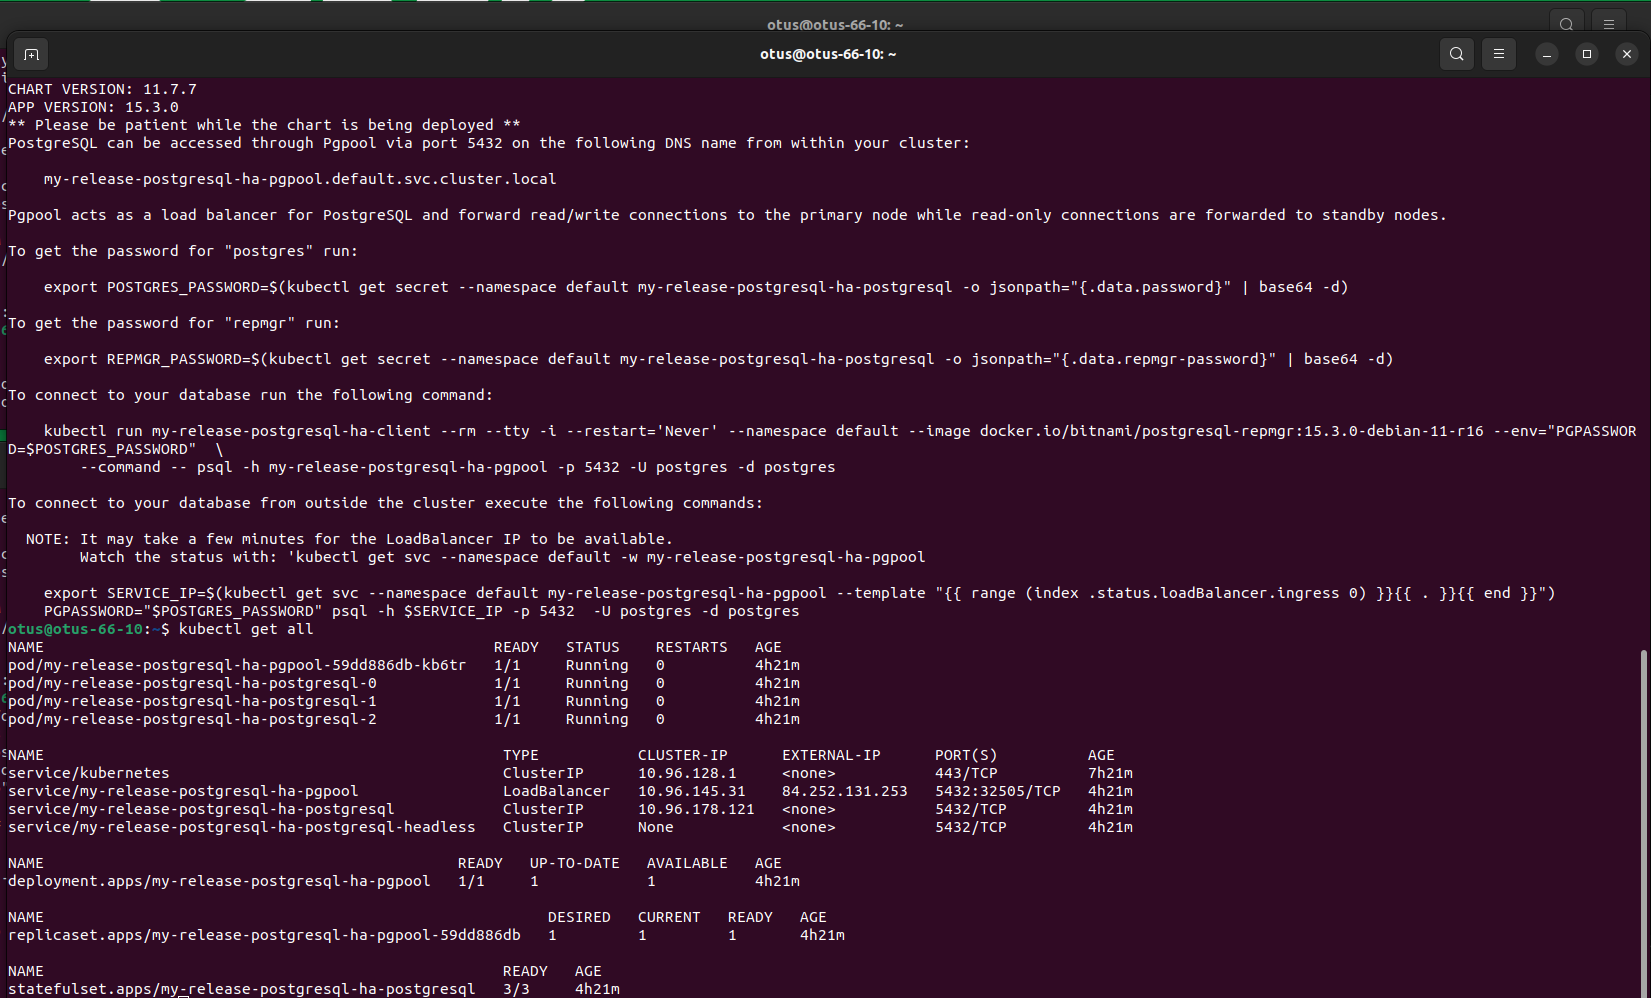 otus@otus-66-10: ~
otus@otus-66-10: ~
CHART VERSION: 11.7.7
APP VERSION: 15.3.0
** Please be patient while the chart is being deployed **
PostgreSQL can be accessed through Pgpool via port 5432 on the following DNS name from within your cluster:
my-release-postgresql-ha-pgpool.default.svc.cluster.local
Pgpool acts as a load balancer for PostgreSQL and forward read/write connections to the primary node while read-only connections are forwarded to standby nodes.
To get the password for "postgres" run:
export POSTGRES_PASSWORD=$(kubectl get secret --namespace default my-release-postgresql-ha-postgresql -o jsonpath="{.data.password}" | base64 -d)
To get the password for "repmgr" run:
export REPMGR_PASSWORD=$(kubectl get secret --namespace default my-release-postgresql-ha-postgresql -o jsonpath="{.data.repmgr-password}" | base64 -d)
To connect to your database run the following command:
kubectl run my-release-postgresql-ha-client --rm --tty -i --restart='Never' --namespace default --image docker.io/bitnami/postgresql-repmgr:15.3.0-debian-11-r16 --env="PGPASSWOR
D=$POSTGRES_PASSWORD"  \
--command -- psql -h my-release-postgresql-ha-pgpool -p 5432 -U postgres -d postgres
To connect to your database from outside the cluster execute the following commands:
NOTE: It may take a few minutes for the LoadBalancer IP to be available.
Watch the status with: 'kubectl get svc --namespace default -w my-release-postgresql-ha-pgpool
export SERVICE_IP=$(kubectl get svc --namespace default my-release-postgresql-ha-pgpool --template "{{ range (index .status.loadBalancer.ingress 0) }}{{ . }}{{ end }}")
PGPASSWORD="$POSTGRES_PASSWORD" psql -h $SERVICE_IP -p 5432  -U postgres -d postgres
otus@otus-66-10:~$ kubectl get all
NAME READY STATUS RESTARTS AGE
pod/my-release-postgresql-ha-pgpool-59dd886db-kb6tr 1/1 Running 0 4h21m
pod/my-release-postgresql-ha-postgresql-0 1/1 Running 0 4h21m
pod/my-release-postgresql-ha-postgresql-1 1/1 Running 0 4h21m
pod/my-release-postgresql-ha-postgresql-2 1/1 Running 0 4h21m
NAME TYPE CLUSTER-IP EXTERNAL-IP PORT(S) AGE
service/kubernetes ClusterIP 10.96.128.1 <none> 443/TCP 7h21m
service/my-release-postgresql-ha-pgpool LoadBalancer 10.96.145.31 84.252.131.253 5432:32505/TCP 4h21m
service/my-release-postgresql-ha-postgresql ClusterIP 10.96.178.121 <none> 5432/TCP 4h21m
service/my-release-postgresql-ha-postgresql-headless ClusterIP None <none> 5432/TCP 4h21m
NAME READY UP-TO-DATE AVAILABLE AGE
deployment.apps/my-release-postgresql-ha-pgpool 1/1 1 1 4h21m
NAME DESIRED CURRENT READY AGE
replicaset.apps/my-release-postgresql-ha-pgpool-59dd886db 1 1 1 4h21m
NAME READY AGE
statefulset.apps/my-release-postgresql-ha-postgresql 3/3 4h21m